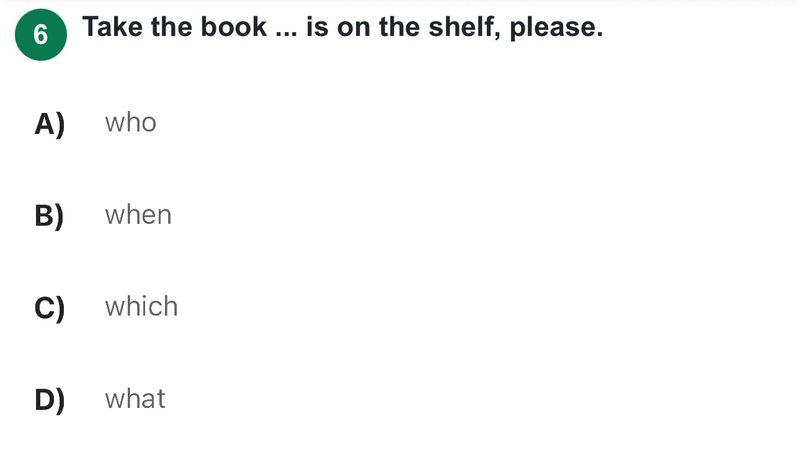 6 Take the book ... is on the shelf, please.
A) who
B) when
C) which
D) what